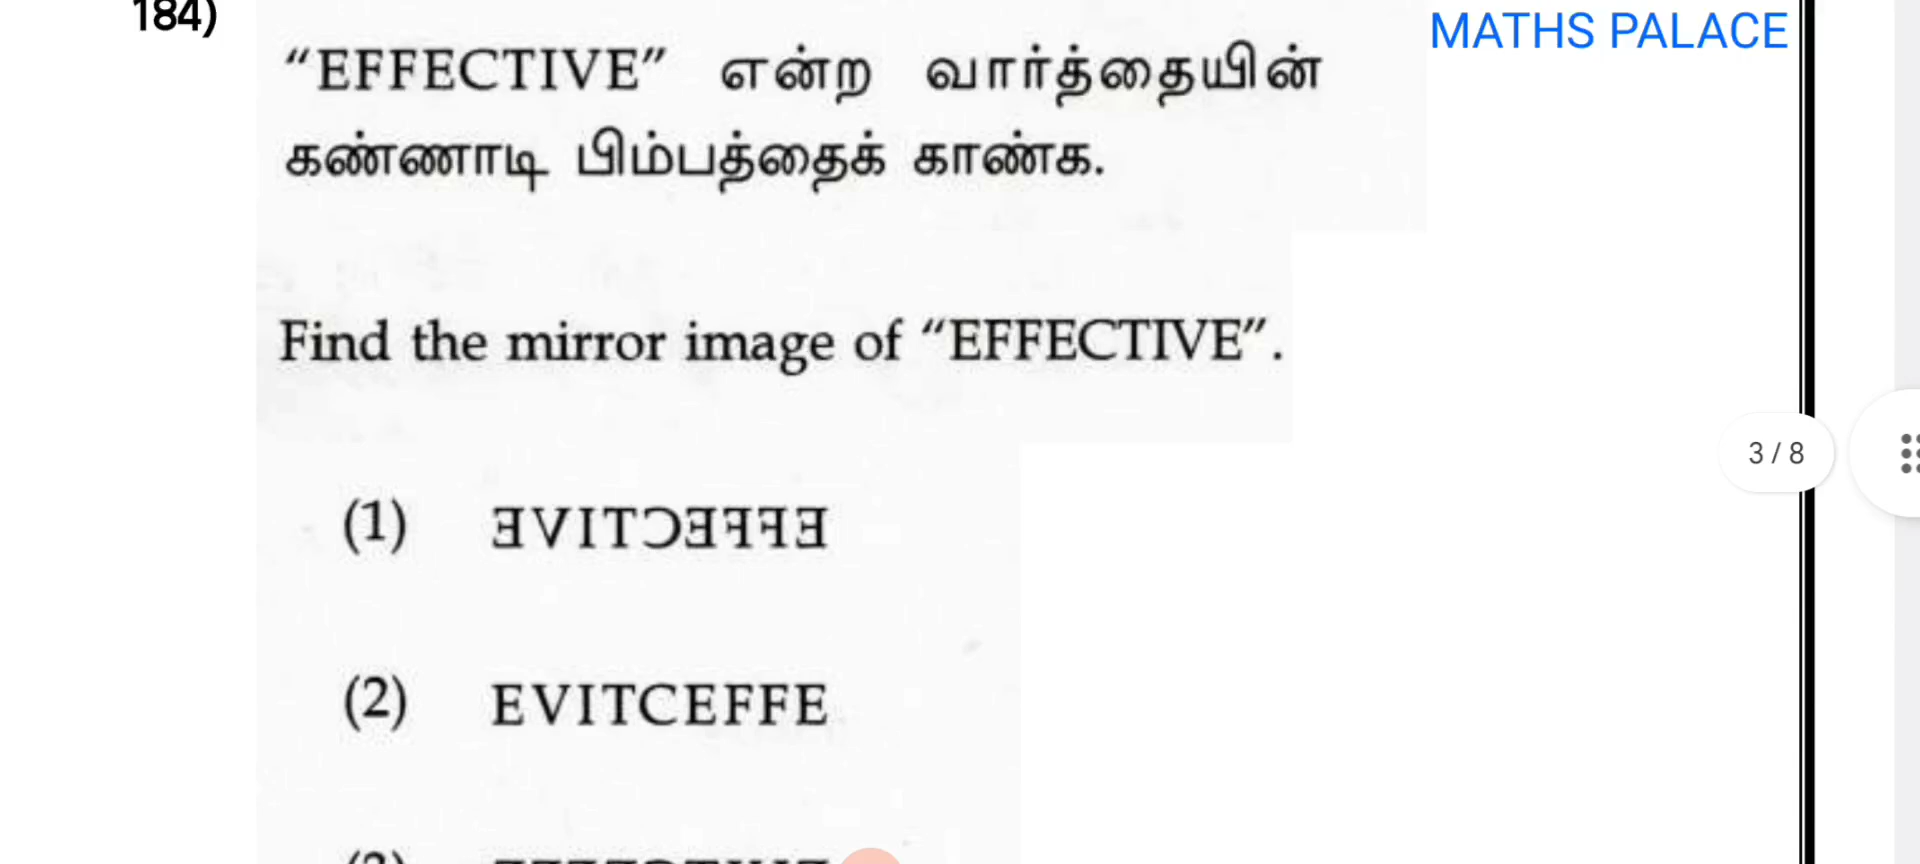 184)
MATHS PALACE
“EFFECTIVE” என்ற வார்த்தையின்
கண்ணாடி பிம்பத்தைக் காண்க.
Find the mirror image of “EFFECTIVE”.
3 / 8
(1) ƎVITƆƎꟻꟻƎ
(2) EVITCEFFE